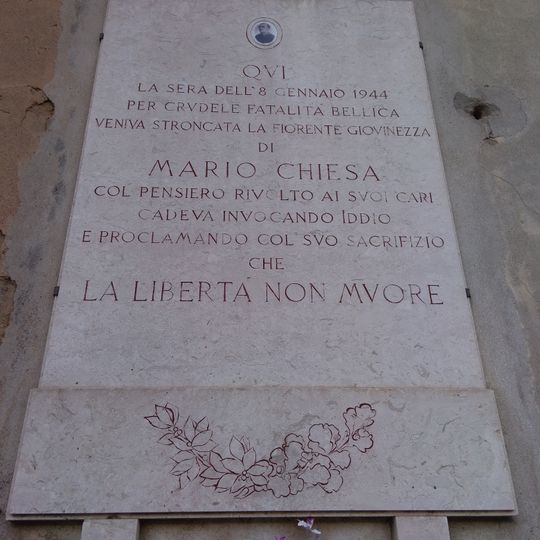 QVI
LA SERA DELL'8 GENNAIO 1944
PER CRVDELE FATALITÀ BELLICA
VENIVA STRONCATA LA FIORENTE GIOVINEZZA
DI
MARIO CHIESA
COL PENSIERO RIVOLTO AI SVOI CARI
CADEVA INVOCANDO IDDIO
E PROCLAMANDO COL SVO SACRIFIZIO
CHE
LA LIBERTÀ NON MVORE